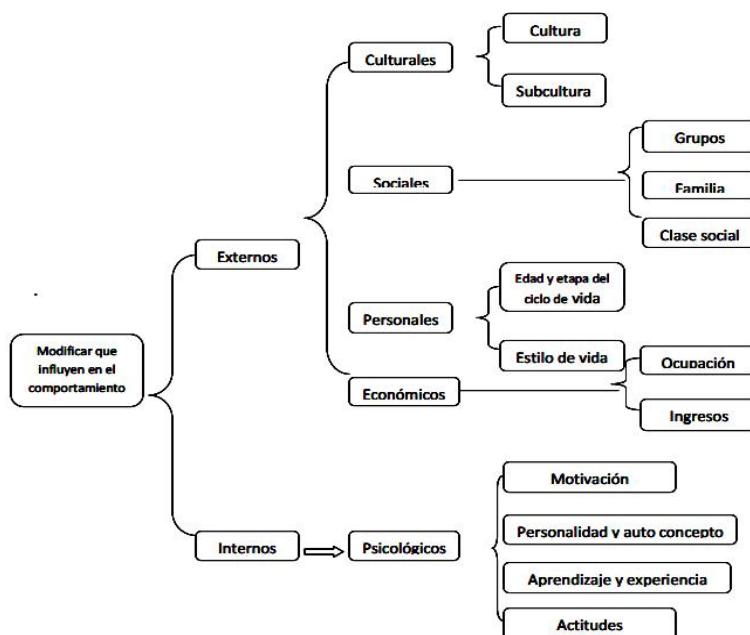 Cultura
Culturales
Subcultura
Grupos
Sociales
Familia
Clase social
Externos
Edad y etapa del
ciclo de vida
Personales
Modificar que
influyen en el
comportamiento
Estilo de vida
Ocupación
Económicos
Ingresos
Motivación
Personalidad y auto concepto
Internos
Psicológicos
Aprendizaje y experiencia
Actitudes